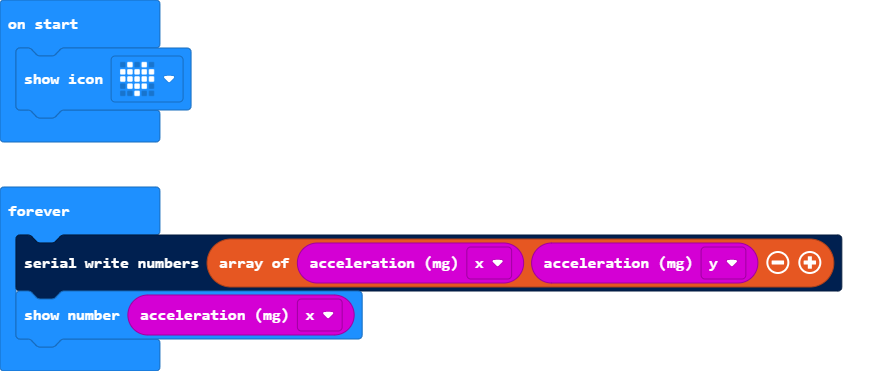 on start
show icon
forever
serial write numbers array of acceleration (mg) x acceleration (mg) y
show number acceleration (mg) x